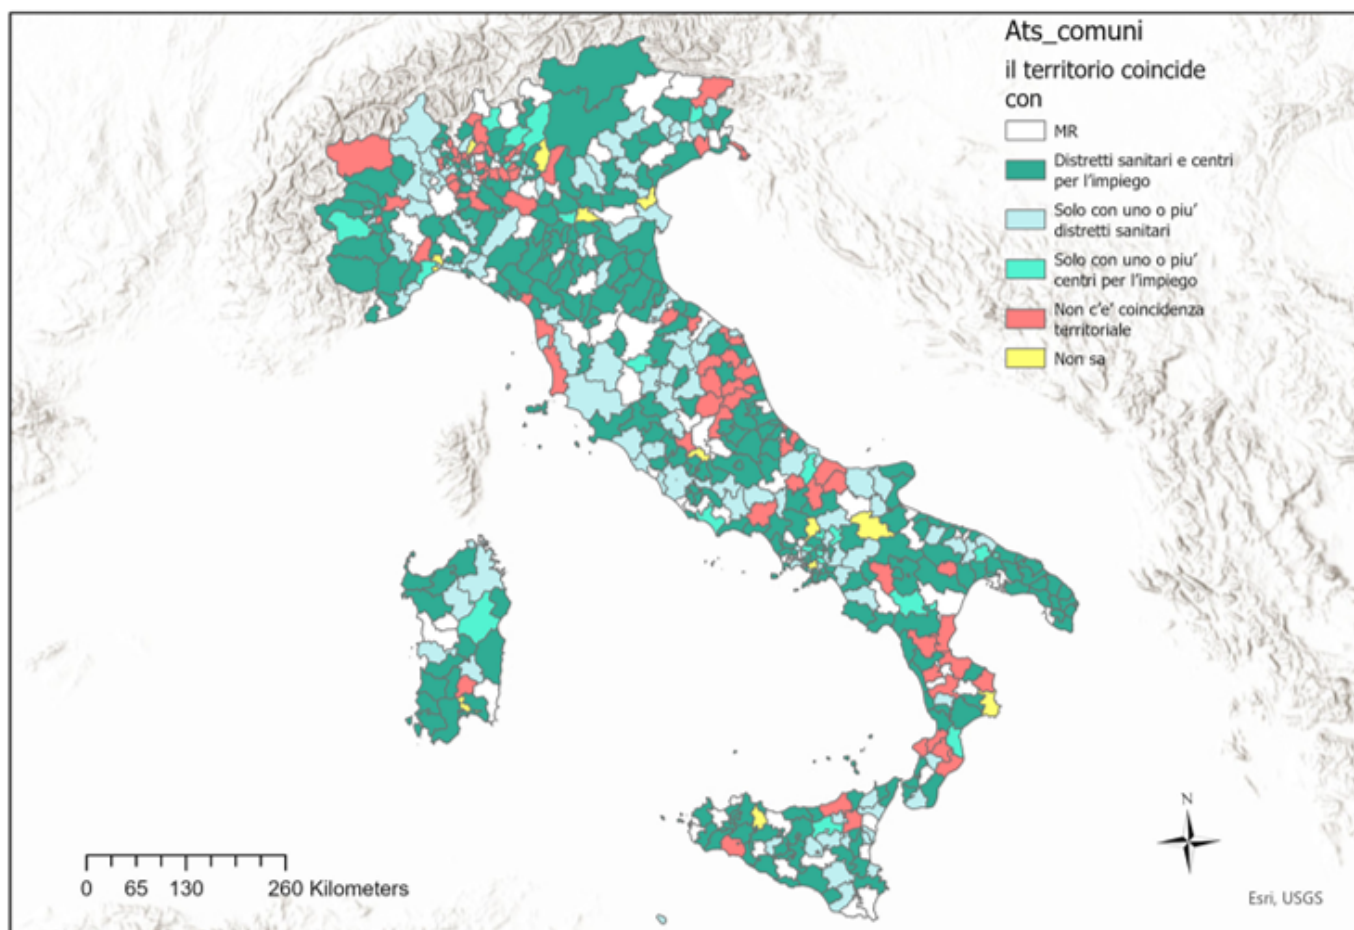 Ats_comuni
il territorio coincide
con
MR
Distretti sanitari e centri
per l'impiego
Solo con uno o piu'
distretti sanitari
Solo con uno o piu'
centri per l'impiego
Non c'e' coincidenza
territoriale
Non sa
N
0 65 130 260 Kilometers
Esri, USGS